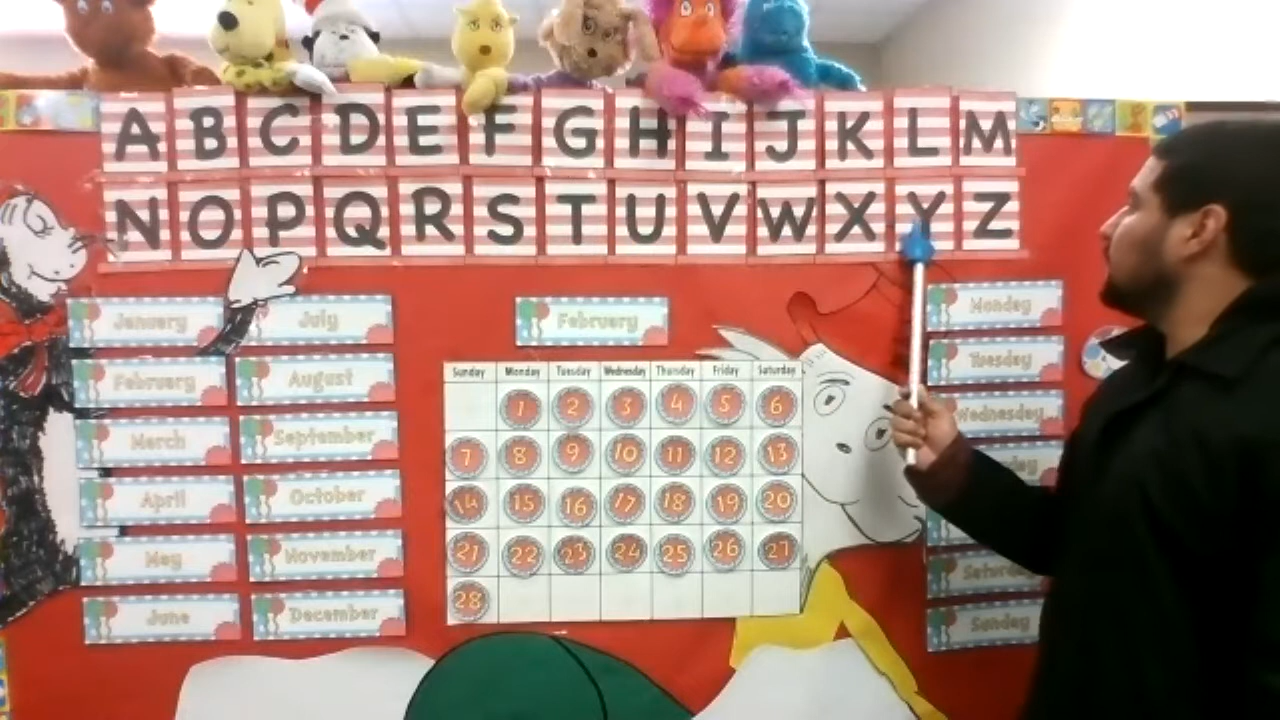 A B C D E F G H I J K L M
N O P Q R S T U V W X Y Z
January
February
March
April
May
June
July
August
September
October
November
December
February
Sunday Monday Tuesday Wednesday Thursday Friday Saturday
1 2 3 4 5 6
7 8 9 10 11 12 13
14 15 16 17 18 19 20
21 22 23 24 25 26 27
28
Monday
Tuesday
Wednesday
Saturday
Sunday